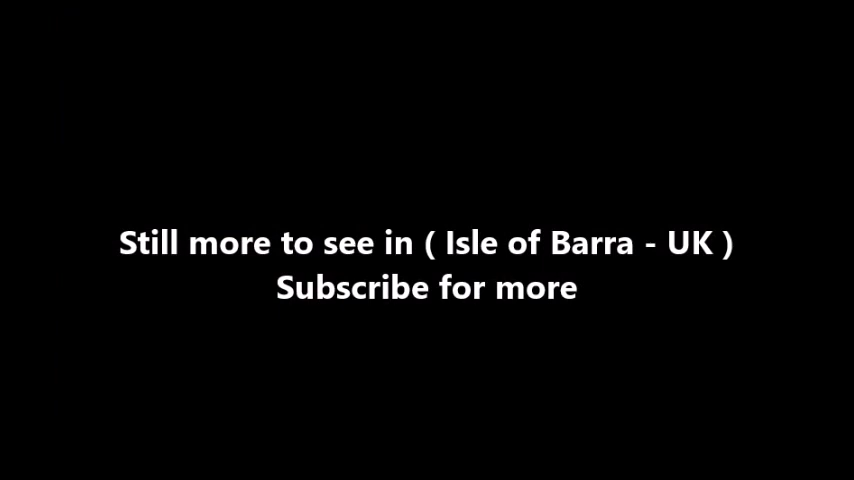 Still more to see in ( Isle of Barra - UK )
Subscribe for more